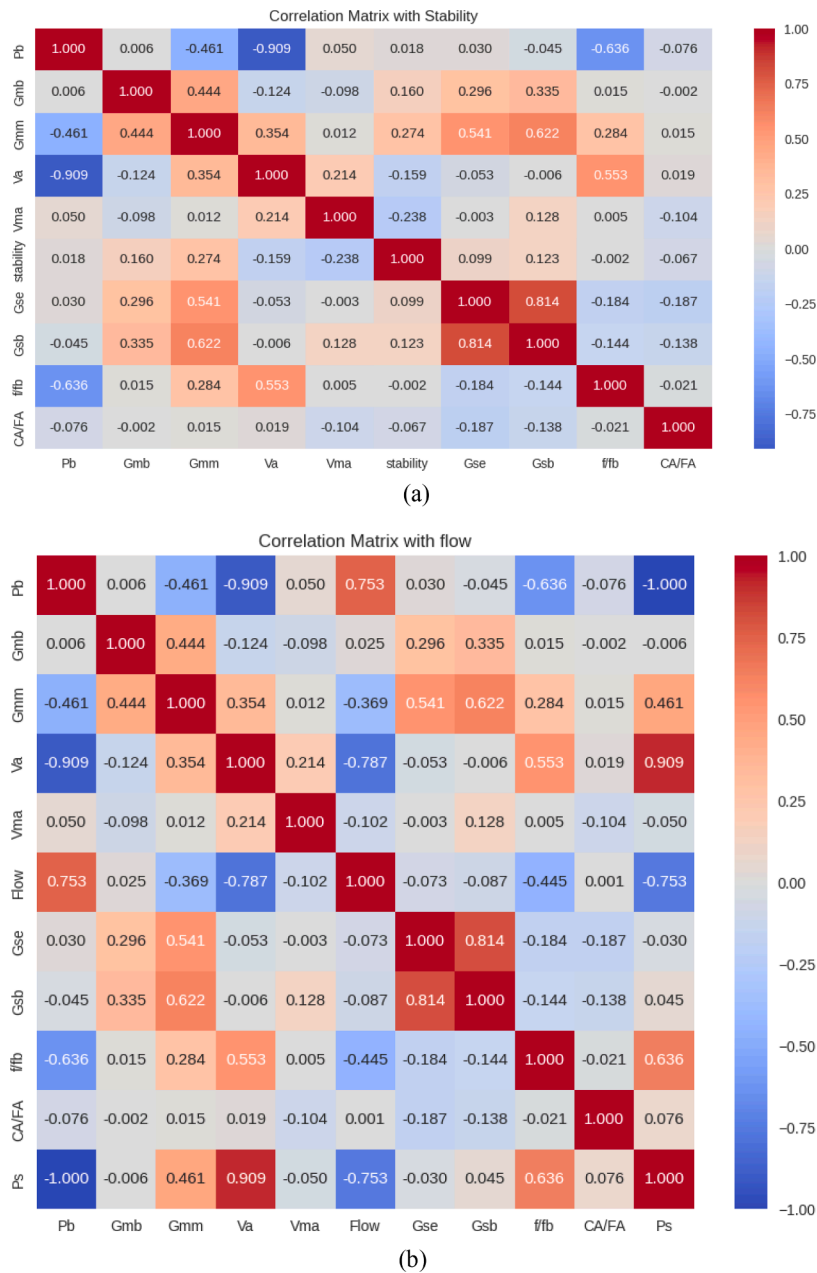 Correlation Matrix with Stability
Pb 1.000 0.006 -0.461 -0.909 0.050 0.018 0.030 -0.045 -0.636 -0.076
Gmb 0.006 1.000 0.444 -0.124 -0.098 0.160 0.296 0.335 0.015 -0.002
Gmm -0.461 0.444 1.000 0.354 0.012 0.274 0.541 0.622 0.284 0.015
Va -0.909 -0.124 0.354 1.000 0.214 -0.159 -0.053 -0.006 0.553 0.019
Vma 0.050 -0.098 0.012 0.214 1.000 -0.238 -0.003 0.128 0.005 -0.104
stability 0.018 0.160 0.274 -0.159 -0.238 1.000 0.099 0.123 -0.002 -0.067
Gse 0.030 0.296 0.541 -0.053 -0.003 0.099 1.000 0.814 -0.184 -0.187
Gsb -0.045 0.335 0.622 -0.006 0.128 0.123 0.814 1.000 -0.144 -0.138
f/fb -0.636 0.015 0.284 0.553 0.005 -0.002 -0.184 -0.144 1.000 -0.021
CA/FA -0.076 -0.002 0.015 0.019 -0.104 -0.067 -0.187 -0.138 -0.021 1.000
Pb Gmb Gmm Va Vma stability Gse Gsb f/fb CA/FA
1.00
0.75
0.50
0.25
0.00
-0.25
-0.50
-0.75
(a)
Correlation Matrix with flow
Pb 1.000 0.006 -0.461 -0.909 0.050 0.753 0.030 -0.045 -0.636 -0.076 -1.000
Gmb 0.006 1.000 0.444 -0.124 -0.098 0.025 0.296 0.335 0.015 -0.002 -0.006
Gmm -0.461 0.444 1.000 0.354 0.012 -0.369 0.541 0.622 0.284 0.015 0.461
Va -0.909 -0.124 0.354 1.000 0.214 -0.787 -0.053 -0.006 0.553 0.019 0.909
Vma 0.050 -0.098 0.012 0.214 1.000 -0.102 -0.003 0.128 0.005 -0.104 -0.050
Flow 0.753 0.025 -0.369 -0.787 -0.102 1.000 -0.073 -0.087 -0.445 0.001 -0.753
Gse 0.030 0.296 0.541 -0.053 -0.003 -0.073 1.000 0.814 -0.184 -0.187 -0.030
Gsb -0.045 0.335 0.622 -0.006 0.128 -0.087 0.814 1.000 -0.144 -0.138 0.045
f/fb -0.636 0.015 0.284 0.553 0.005 -0.445 -0.184 -0.144 1.000 -0.021 0.636
CA/FA -0.076 -0.002 0.015 0.019 -0.104 0.001 -0.187 -0.138 -0.021 1.000 0.076
Ps -1.000 -0.006 0.461 0.909 -0.050 -0.753 -0.030 0.045 0.636 0.076 1.000
Pb Gmb Gmm Va Vma Flow Gse Gsb f/fb CA/FA Ps
1.00
0.75
0.50
0.25
0.00
-0.25
-0.50
-0.75
-1.00
(b)